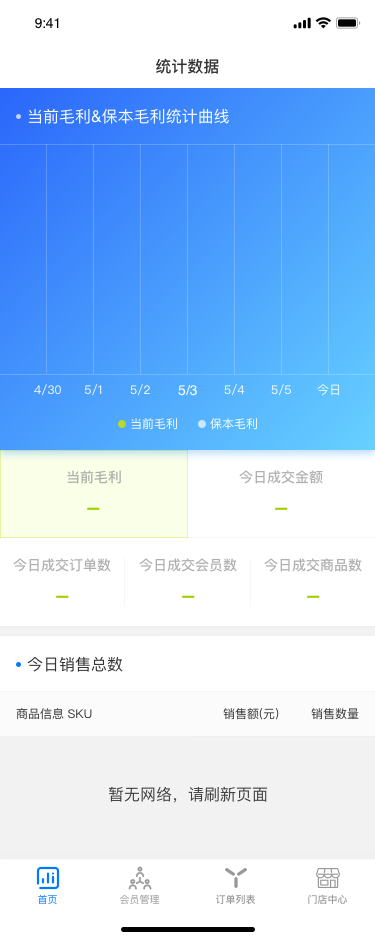 9:41
统计数据
当前毛利&保本毛利统计曲线
4/30 5/1 5/2 5/3 5/4 5/5 今日
当前毛利 保本毛利
当前毛利 今日成交金额
– –
今日成交订单数 今日成交会员数 今日成交商品数
– – –
今日销售总数
商品信息 SKU 销售额(元) 销售数量
暂无网络，请刷新页面
首页 会员管理 订单列表 门店中心